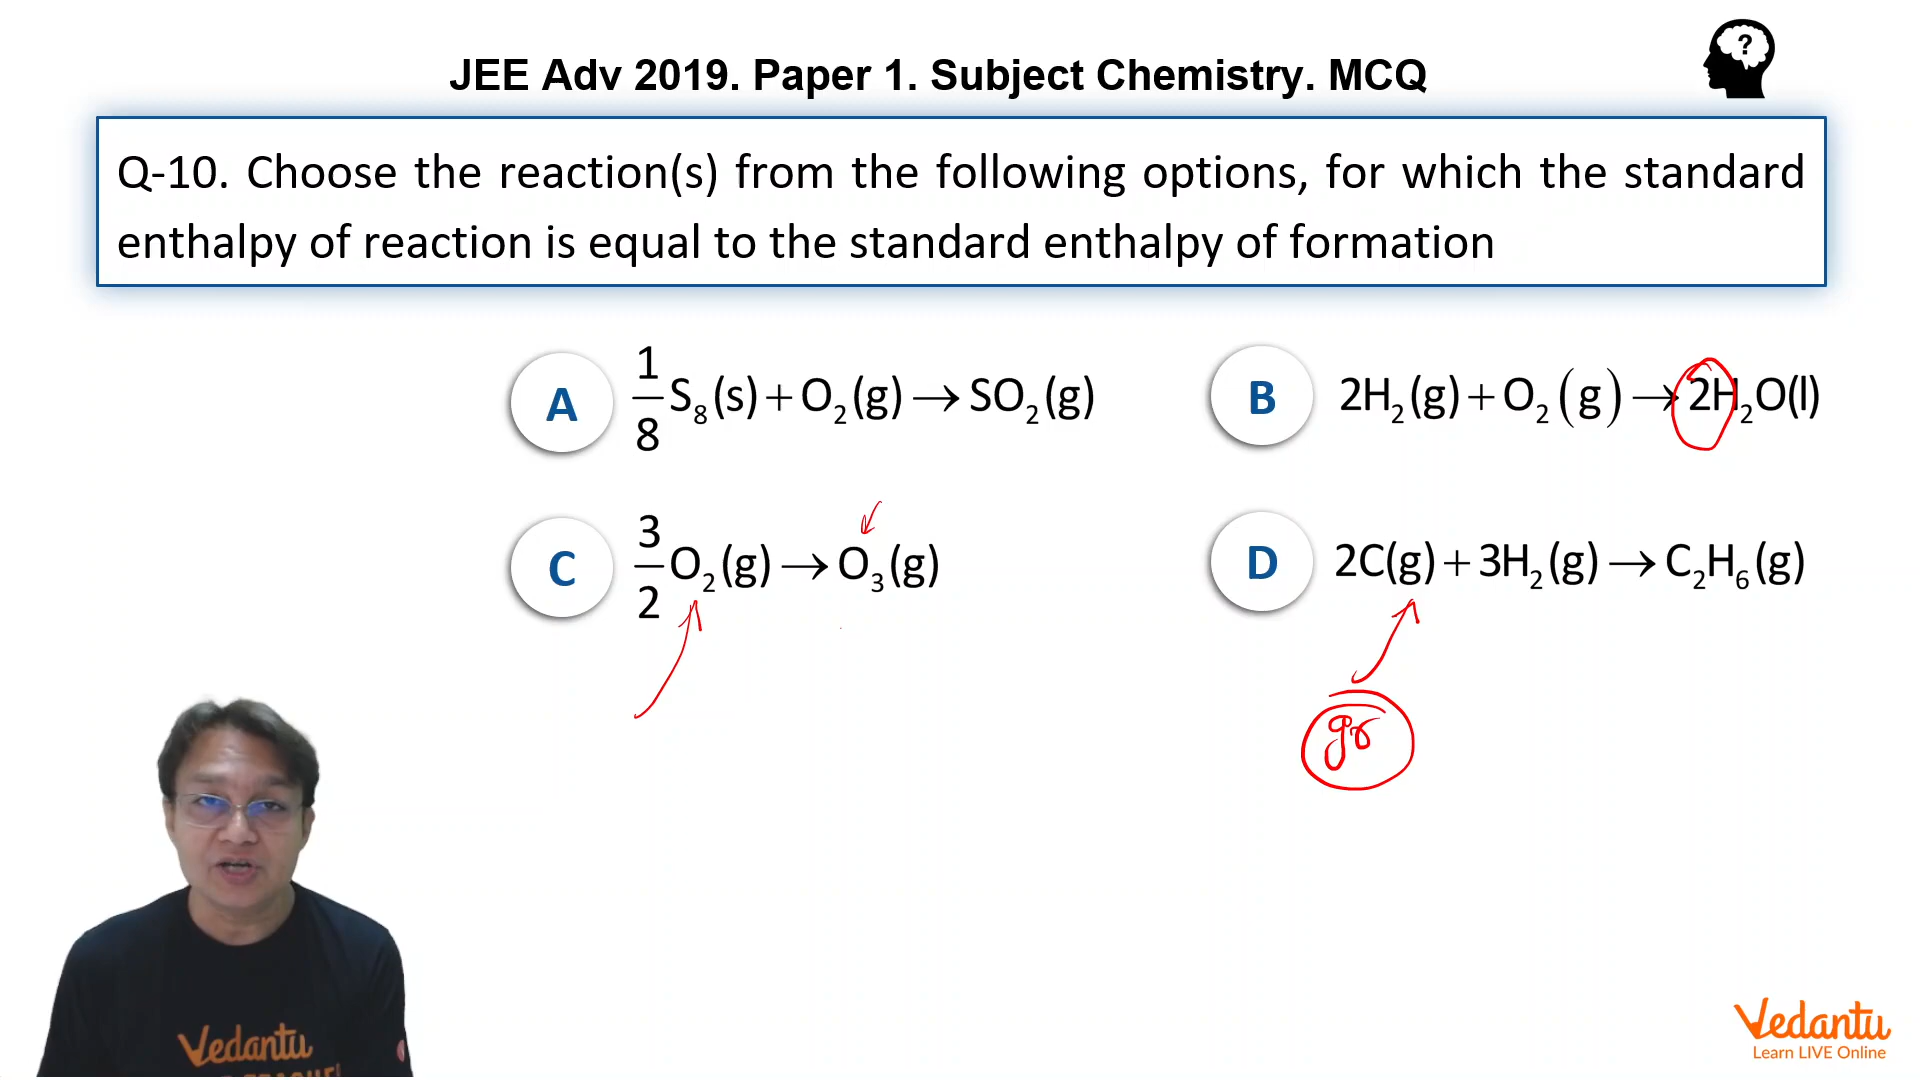 JEE Adv 2019. Paper 1. Subject Chemistry. MCQ
?
Q-10. Choose the reaction(s) from the following options, for which the standard
enthalpy of reaction is equal to the standard enthalpy of formation
A 1/8 S₈(s) + O₂(g) → SO₂(g)
B 2H₂(g) + O₂(g) → 2H₂O(l)
C 3/2 O₂(g) → O₃(g)
D 2C(g) + 3H₂(g) → C₂H₆(g)
gr
Vedantu
Vedantu
Learn LIVE Online